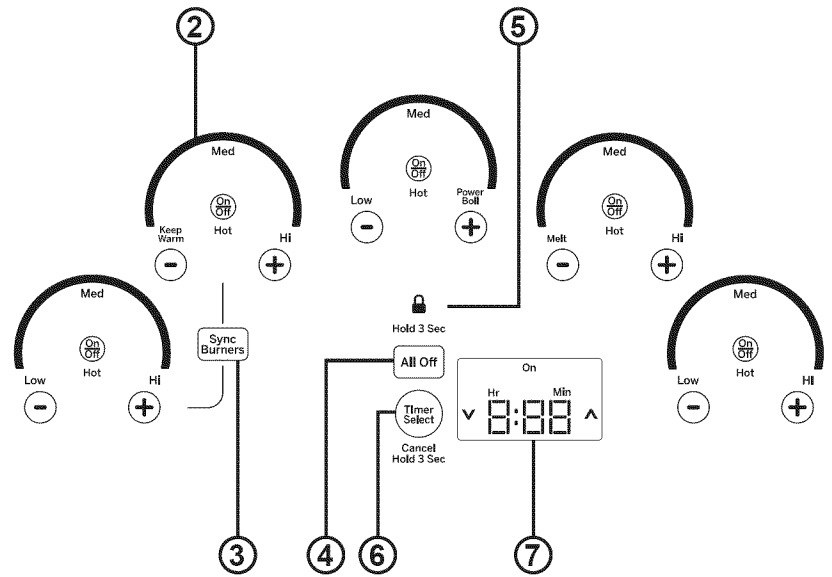 2
5
Med
On
Off
Hot
Low
Power
Boil
Med
On
Off
Hot
Keep
Warm
Hi
Med
On
Off
Hot
Melt
Hi
Med
On
Off
Hot
Low
Hi
Sync
Burners
Hold 3 Sec
All Off
Timer
Select
Cancel
Hold 3 Sec
On
Hr Min
8:88
Med
On
Off
Hot
Low
Hi
3
4
6
7